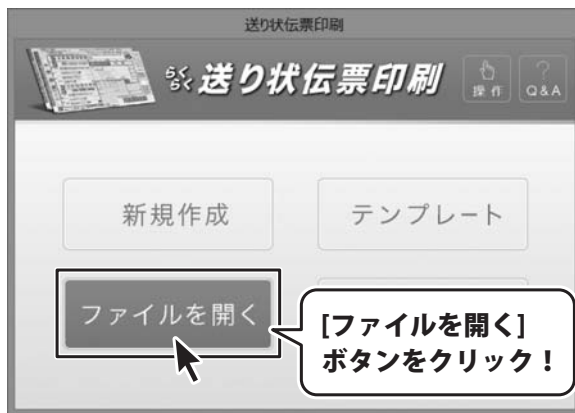 送り状伝票印刷
らくらく 送り状伝票印刷
操作
Q&A
新規作成
テンプレート
ファイルを開く
[ファイルを開く]
ボタンをクリック！